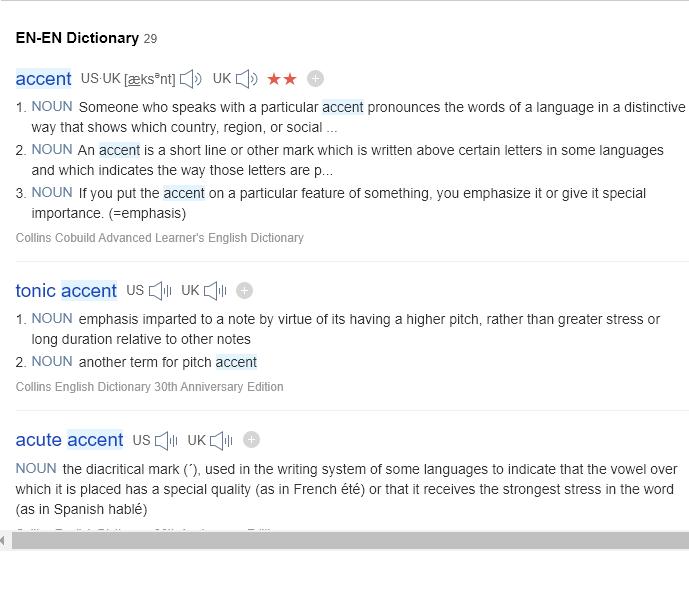 EN-EN Dictionary 29
accent US·UK [æksᵊnt] UK
1. NOUN Someone who speaks with a particular accent pronounces the words of a language in a distinctive
way that shows which country, region, or social ...
2. NOUN An accent is a short line or other mark which is written above certain letters in some languages
and which indicates the way those letters are p...
3. NOUN If you put the accent on a particular feature of something, you emphasize it or give it special
importance. (=emphasis)
Collins Cobuild Advanced Learner's English Dictionary
tonic accent US UK
1. NOUN emphasis imparted to a note by virtue of its having a higher pitch, rather than greater stress or
long duration relative to other notes
2. NOUN another term for pitch accent
Collins English Dictionary 30th Anniversary Edition
acute accent US UK
NOUN the diacritical mark (´), used in the writing system of some languages to indicate that the vowel over
which it is placed has a special quality (as in French été) or that it receives the strongest stress in the word
(as in Spanish hablé)